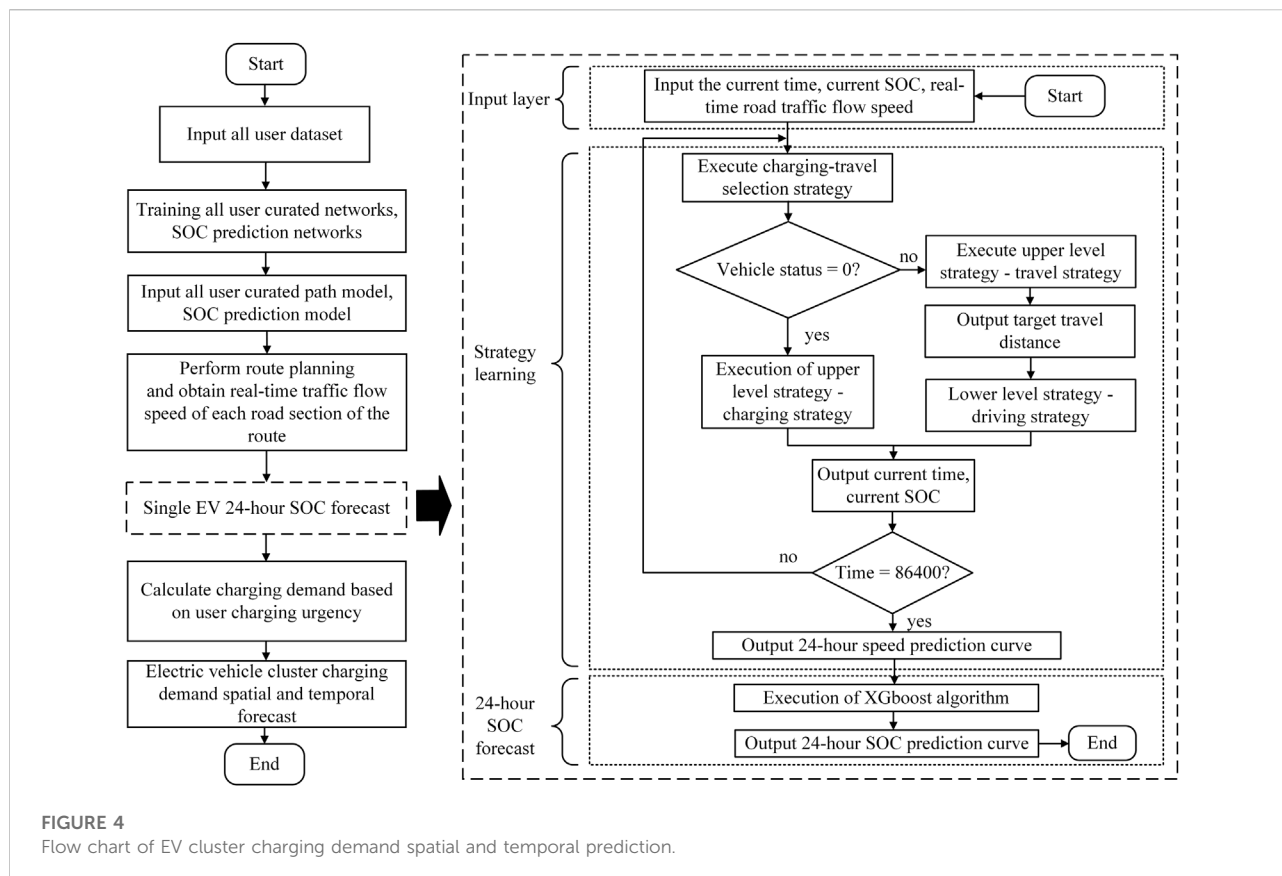 Start
Input all user dataset
Training all user curated networks,
SOC prediction networks
Input all user curated path model,
SOC prediction model
Perform route planning
and obtain real-time traffic flow
speed of each road section of the
route
Single EV 24-hour SOC forecast
Calculate charging demand based
on user charging urgency
Electric vehicle cluster charging
demand spatial and temporal
forecast
End
Input layer
Input the current time, current SOC, real-
time road traffic flow speed
Start
Strategy
learning
Execute charging-travel
selection strategy
Vehicle status = 0?
no
Execute upper level
strategy - travel strategy
Output target travel
distance
Lower level strategy -
driving strategy
yes
Execution of upper
level strategy -
charging strategy
Output current time,
current SOC
no
Time = 86400?
yes
Output 24-hour speed prediction curve
24-hour
SOC
forecast
Execution of XGboost algorithm
Output 24-hour SOC prediction curve
End
FIGURE 4
Flow chart of EV cluster charging demand spatial and temporal prediction.